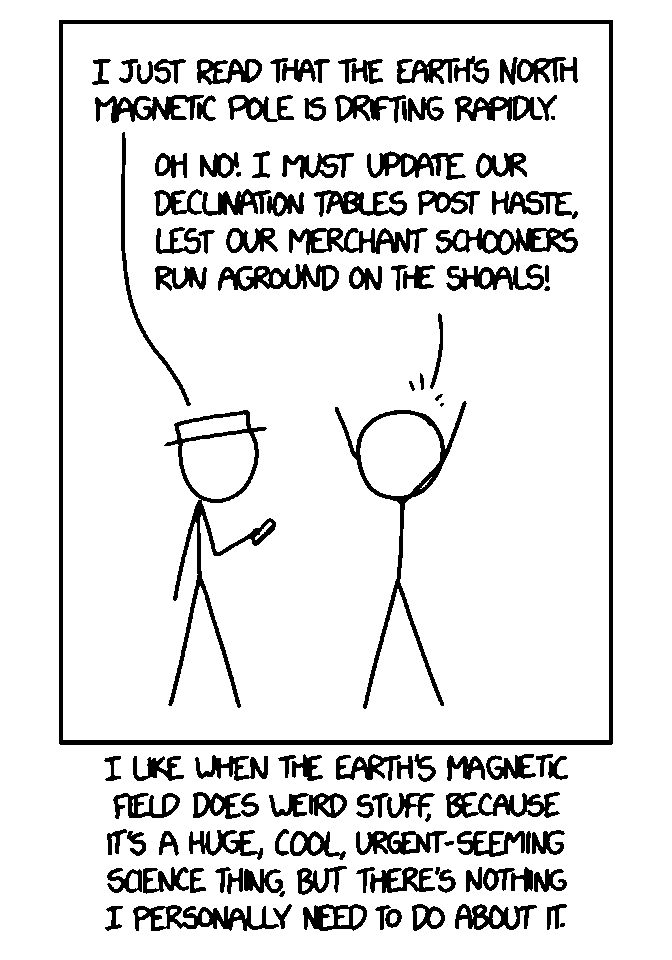 I JUST READ THAT THE EARTH'S NORTH
MAGNETIC POLE IS DRIFTING RAPIDLY.
OH NO! I MUST UPDATE OUR
DECLINATION TABLES POST HASTE,
LEST OUR MERCHANT SCHOONERS
RUN AGROUND ON THE SHOALS!
I LIKE WHEN THE EARTH'S MAGNETIC
FIELD DOES WEIRD STUFF, BECAUSE
IT'S A HUGE, COOL, URGENT-SEEMING
SCIENCE THING, BUT THERE'S NOTHING
I PERSONALLY NEED TO DO ABOUT IT.